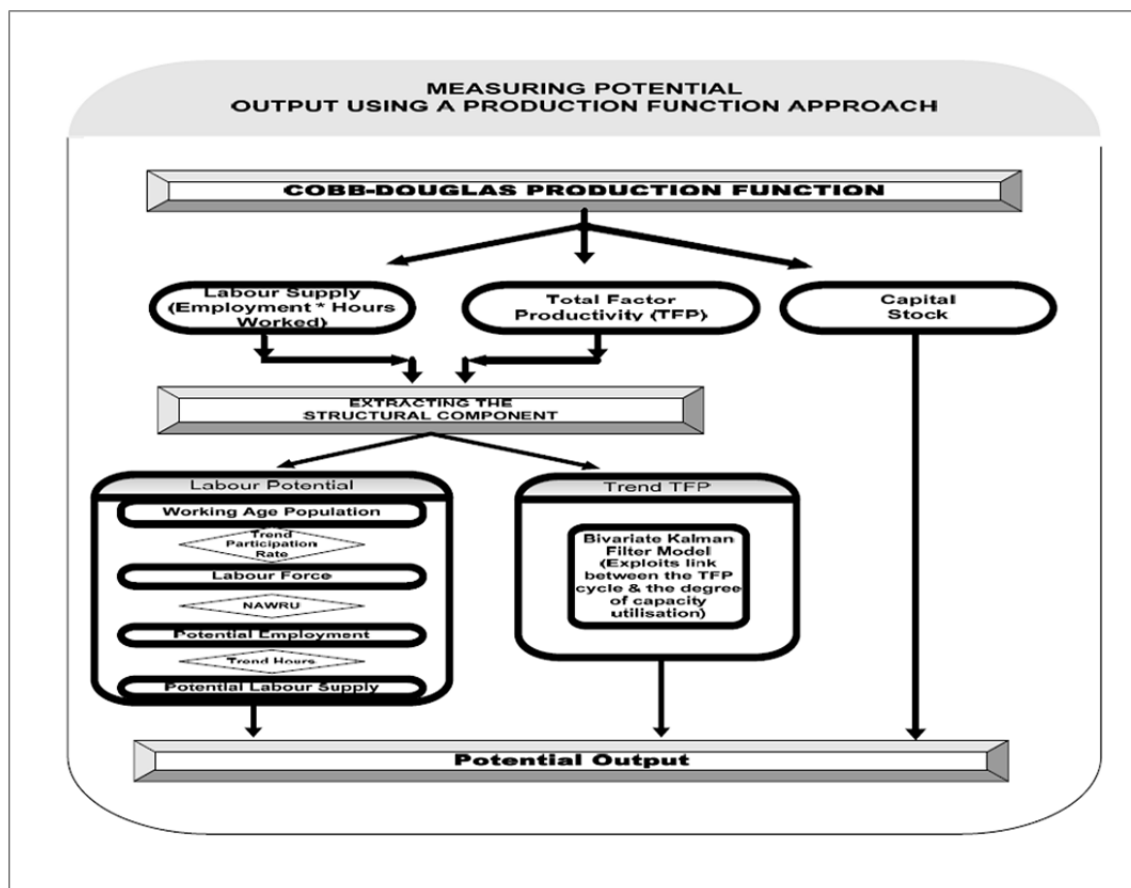 MEASURING POTENTIAL
OUTPUT USING A PRODUCTION FUNCTION APPROACH
COBB-DOUGLAS PRODUCTION FUNCTION
Labour Supply
(Employment * Hours
Worked)
Total Factor
Productivity (TFP)
Capital
Stock
EXTRACTING THE
STRUCTURAL COMPONENT
Labour Potential
Working Age Population
Trend
Participation
Rate
Labour Force
NAWRU
Potential Employment
Trend Hours
Potential Labour Supply
Trend TFP
Bivariate Kalman
Filter Model
(Exploits link
between the TFP
cycle & the degree
of capacity
utilisation)
Potential Output